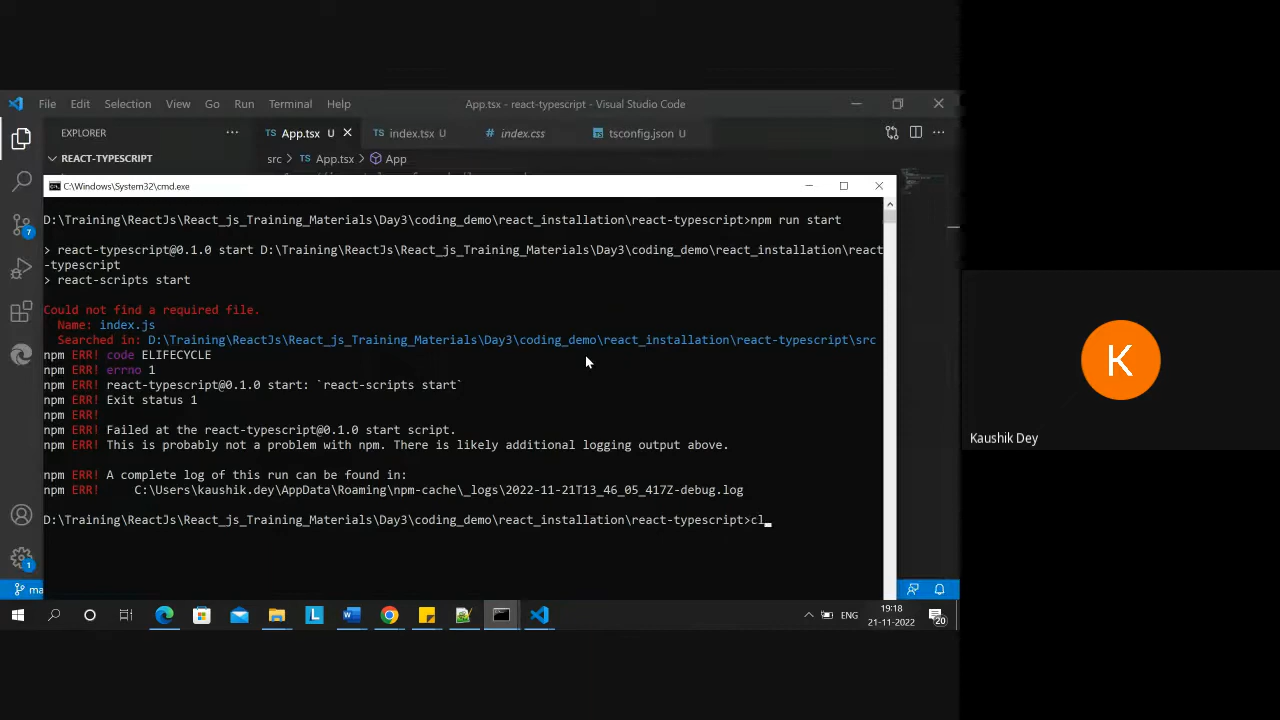 File Edit Selection View Go Run Terminal Help App.tsx - react-typescript - Visual Studio Code
EXPLORER ··· TS App.tsx U TS index.tsx U # index.css tsconfig.json U ···
REACT-TYPESCRIPT src > TS App.tsx > App
C:\Windows\System32\cmd.exe
D:\Training\ReactJs\React_js_Training_Materials\Day3\coding_demo\react_installation\react-typescript>npm run start
> react-typescript@0.1.0 start D:\Training\ReactJs\React_js_Training_Materials\Day3\coding_demo\react_installation\react
-typescript
> react-scripts start
Could not find a required file.
Name: index.js
Searched in: D:\Training\ReactJs\React_js_Training_Materials\Day3\coding_demo\react_installation\react-typescript\src
npm ERR! code ELIFECYCLE
npm ERR! errno 1
npm ERR! react-typescript@0.1.0 start: `react-scripts start`
npm ERR! Exit status 1
npm ERR!
npm ERR! Failed at the react-typescript@0.1.0 start script.
npm ERR! This is probably not a problem with npm. There is likely additional logging output above.
npm ERR! A complete log of this run can be found in:
npm ERR!     C:\Users\kaushik.dey\AppData\Roaming\npm-cache\_logs\2022-11-21T13_46_05_417Z-debug.log
D:\Training\ReactJs\React_js_Training_Materials\Day3\coding_demo\react_installation\react-typescript>cl_
7
1
ma
ENG
19:18
21-11-2022
20
L
W
K
Kaushik Dey